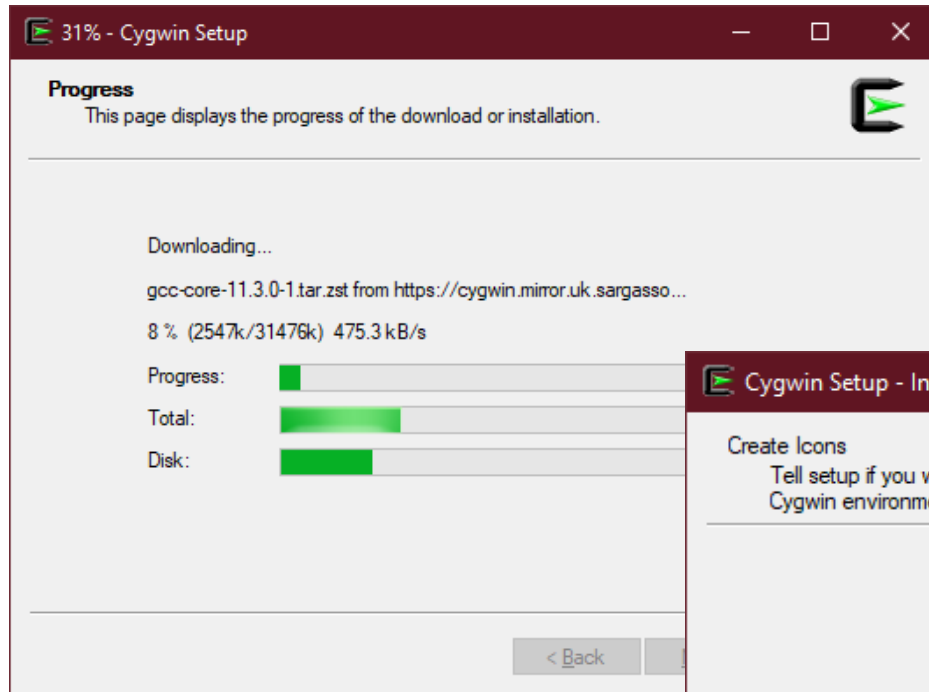 31% - Cygwin Setup
Progress
This page displays the progress of the download or installation.
Downloading...
gcc-core-11.3.0-1.tar.zst from https://cygwin.mirror.uk.sargasso...
8 % (2547k/31476k) 475.3 kB/s
Progress:
Total:
Disk:
< Back
Cygwin Setup - In
Create Icons
Tell setup if you
Cygwin environm